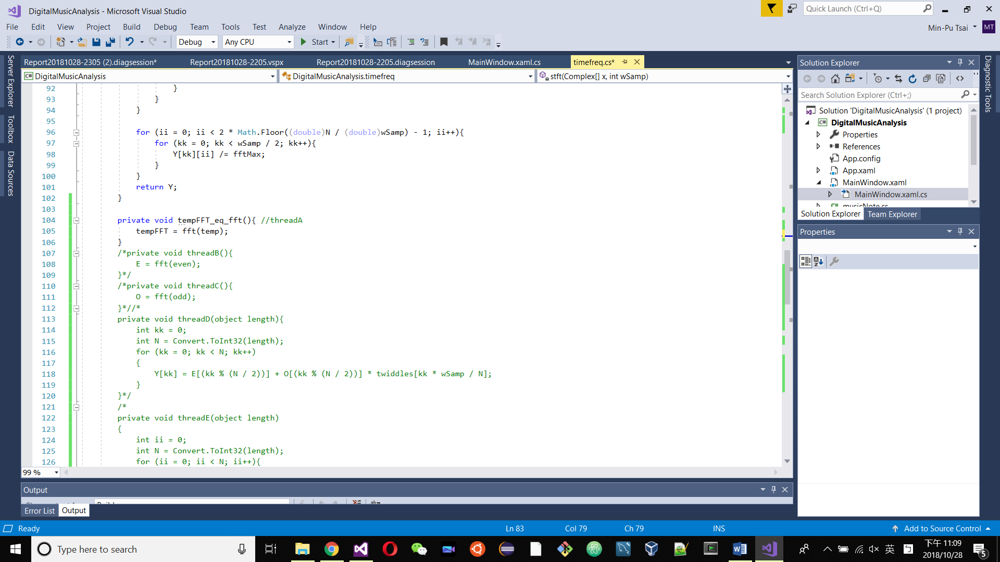 DigitalMusicAnalysis - Microsoft Visual Studio
Quick Launch (Ctrl+Q)
File Edit View Project Build Debug Team Tools Test Analyze Window Help
Min-Pu Tsai MT
Debug Any CPU Start
Server Explorer
Toolbox
Data Sources
Report20181028-2305 (2).diagsession* Report20181028-2205.vspx Report20181028-2205.diagsession MainWindow.xaml.cs timefreq.cs*
DigitalMusicAnalysis DigitalMusicAnalysis.timefreq stft(Complex[] x, int wSamp)
92 }
93 }
94 }
95
96 for (ii = 0; ii < 2 * Math.Floor((double)N / (double)wSamp) - 1; ii++){
97 for (kk = 0; kk < wSamp / 2; kk++){
98 Y[kk][ii] /= fftMax;
99 }
100 }
101 return Y;
102 }
103
104 private void tempFFT_eq_fft(){ //threadA
105 tempFFT = fft(temp);
106 }
107 /*private void threadB(){
108 E = fft(even);
109 }*/
110 /*private void threadC(){
111 O = fft(odd);
112 }*//*
113 private void threadD(object length){
114 int kk = 0;
115 int N = Convert.ToInt32(length);
116 for (kk = 0; kk < N; kk++)
117 {
118 Y[kk] = E[(kk % (N / 2))] + O[(kk % (N / 2))] * twiddles[kk * wSamp / N];
119 }
120 }*/
121 /*
122 private void threadE(object length)
123 {
124 int ii = 0;
125 int N = Convert.ToInt32(length);
126 for (ii = 0; ii < N; ii++){
99 %
Output
Error List Output
Solution Explorer
Search Solution Explorer (Ctrl+;)
Solution 'DigitalMusicAnalysis' (1 project)
C# DigitalMusicAnalysis
Properties
References
App.config
App.xaml
MainWindow.xaml
MainWindow.xaml.cs
musicNote.cs
Solution Explorer Team Explorer
Properties
Diagnostic Tools
Ready Ln 83 Col 79 Ch 79 INS Add to Source Control
Type here to search
英
下午 11:09
2018/10/28
5